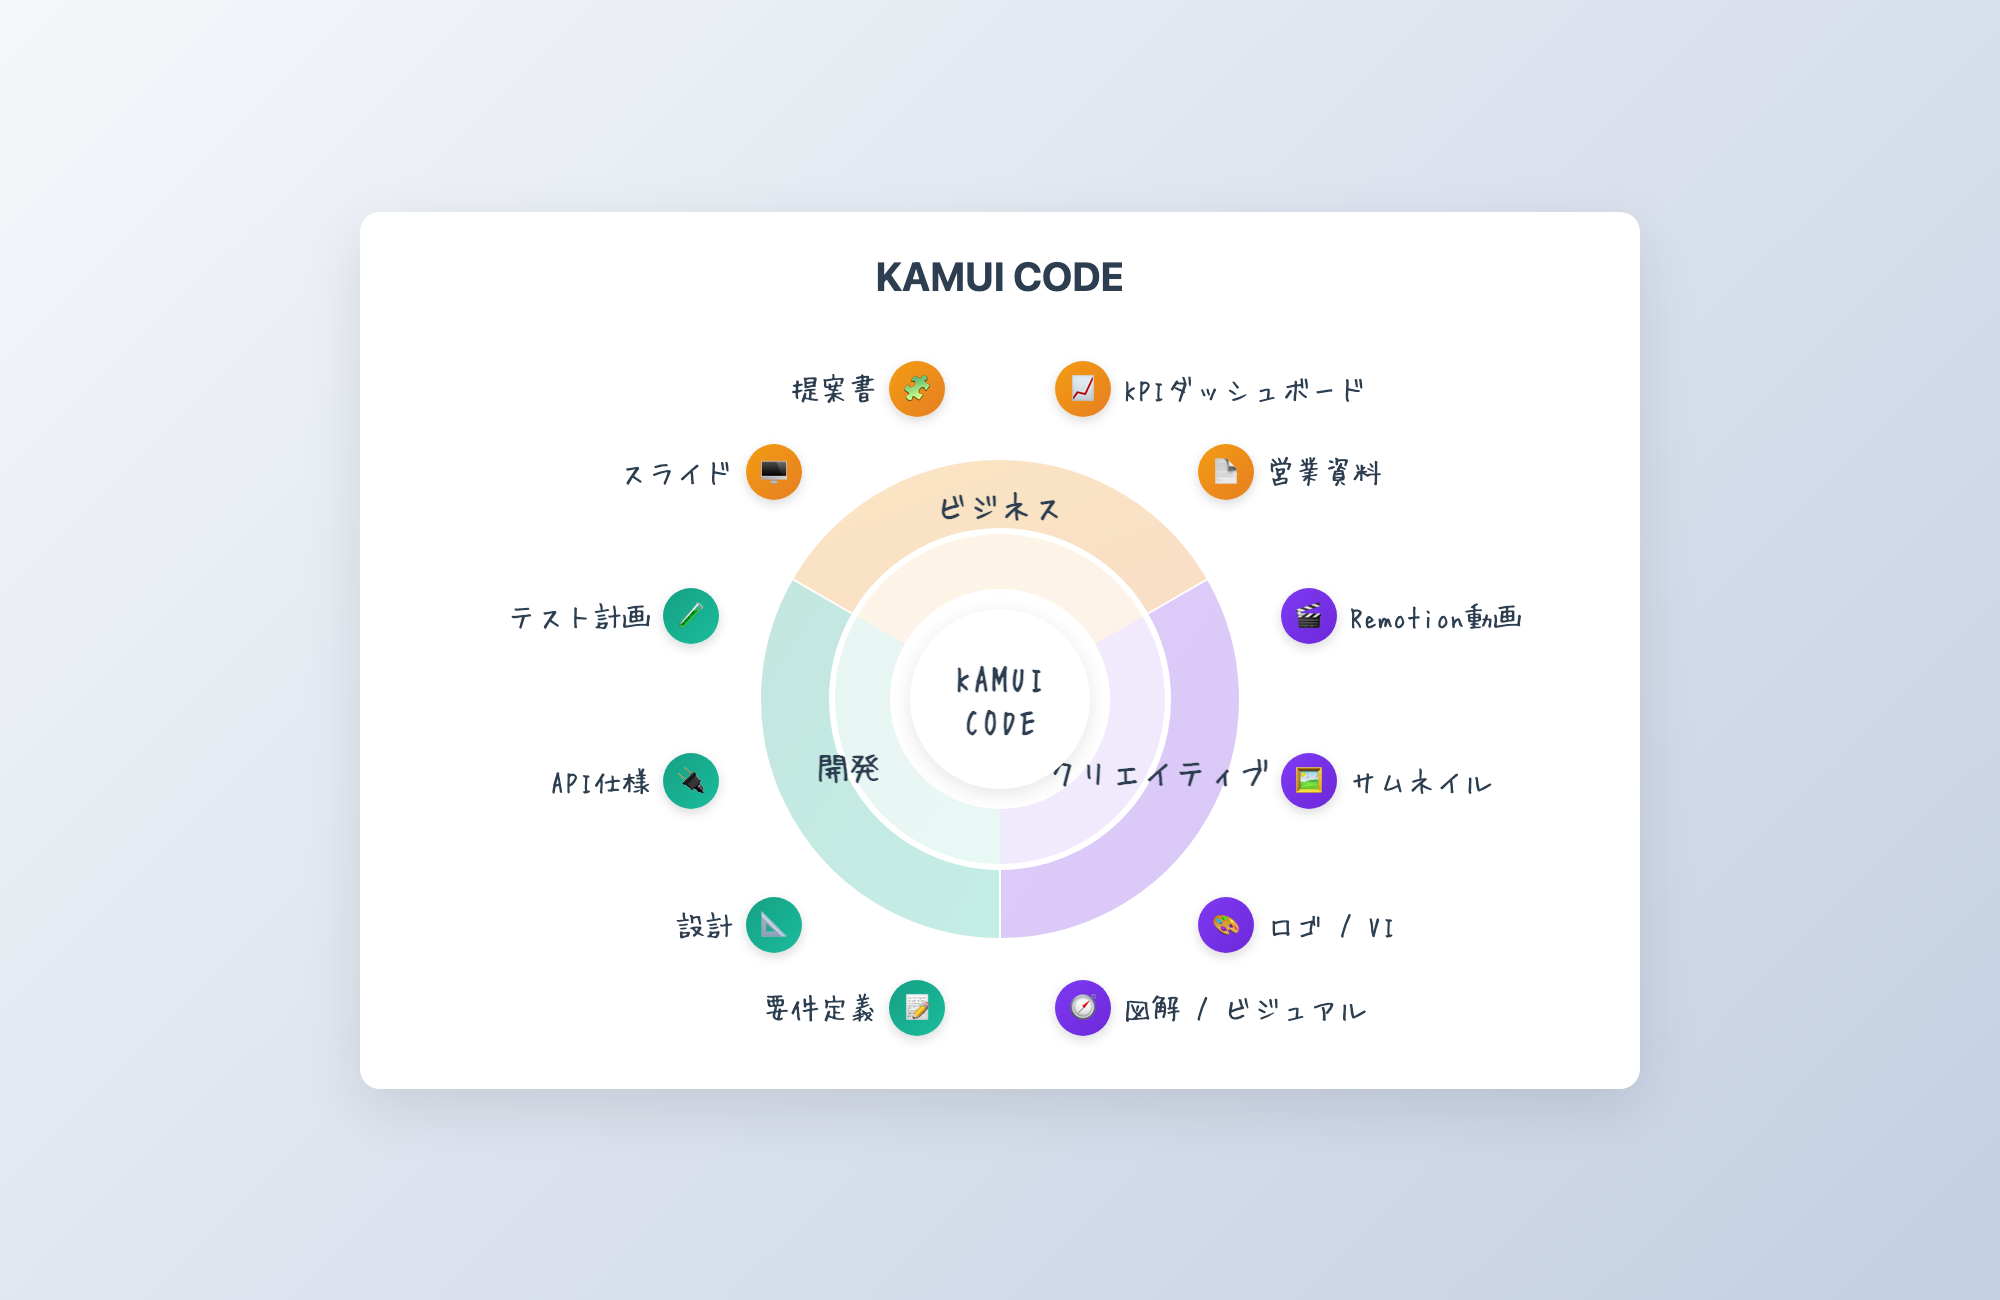 KAMUI CODE
提案書
KPIダッシュボード
スライド
営業資料
ビジネス
テスト計画
Remotion動画
KAMUI
CODE
開発
クリエイティブ
API仕様
サムネイル
設計
ロゴ / VI
要件定義
図解 / ビジュアル